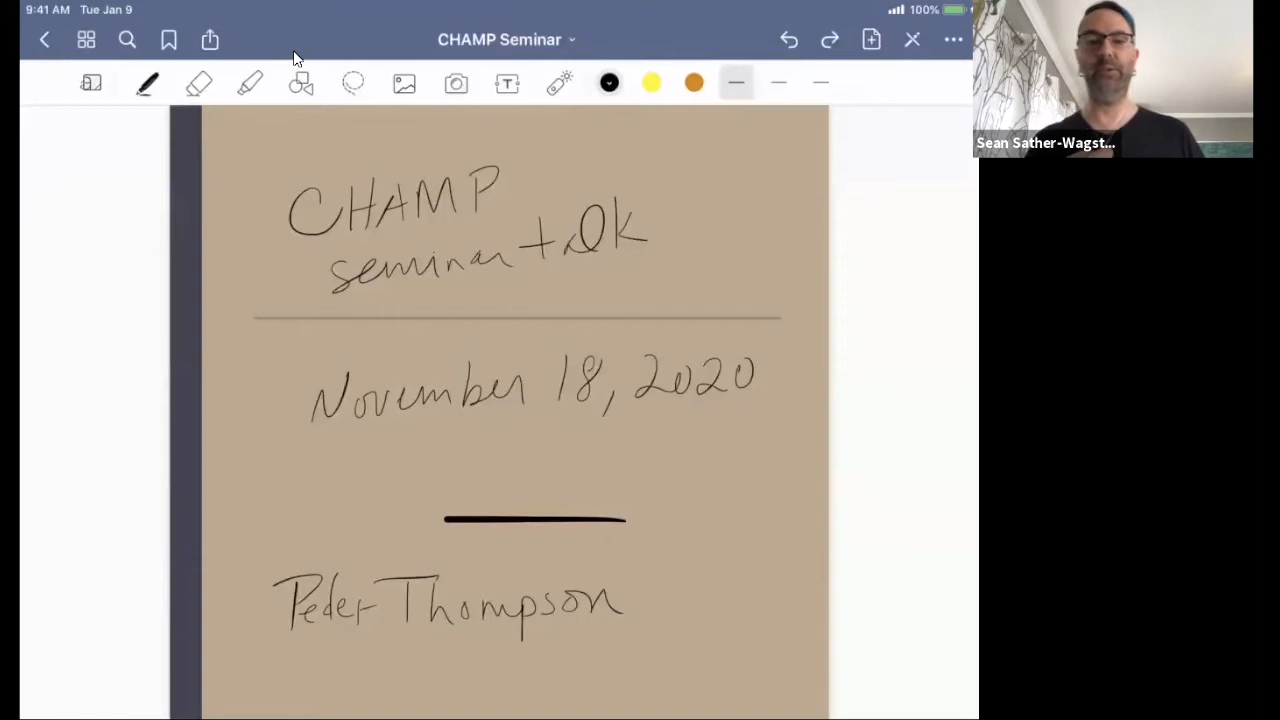 9:41 AM Tue Jan 9
100%
CHAMP Seminar
T
Sean Sather-Wagst...
CHAMP
seminar talk
November 18, 2020
Peder Thompson